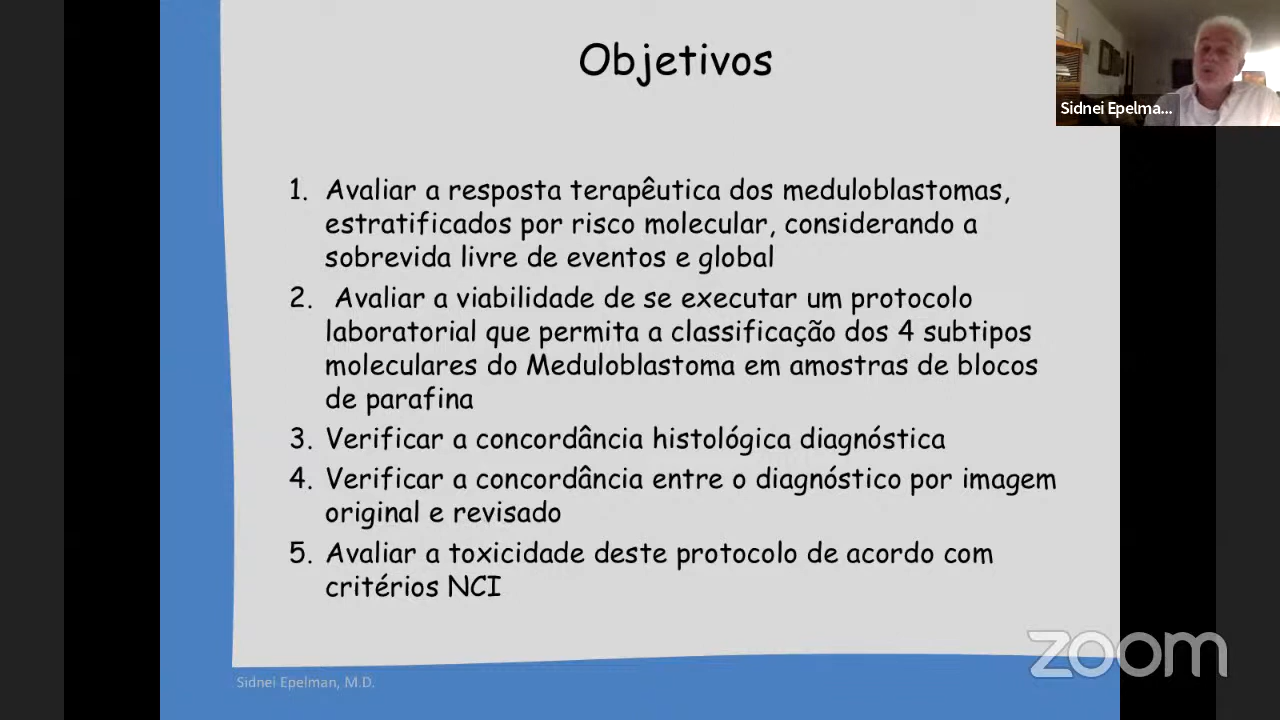 Objetivos
Sidnei Epelma...
1. Avaliar a resposta terapêutica dos meduloblastomas,
estratificados por risco molecular, considerando a
sobrevida livre de eventos e global
2. Avaliar a viabilidade de se executar um protocolo
laboratorial que permita a classificação dos 4 subtipos
moleculares do Meduloblastoma em amostras de blocos
de parafina
3. Verificar a concordância histológica diagnóstica
4. Verificar a concordância entre o diagnóstico por imagem
original e revisado
5. Avaliar a toxicidade deste protocolo de acordo com
critérios NCI
zoom
Sidnei Epelman, M.D.